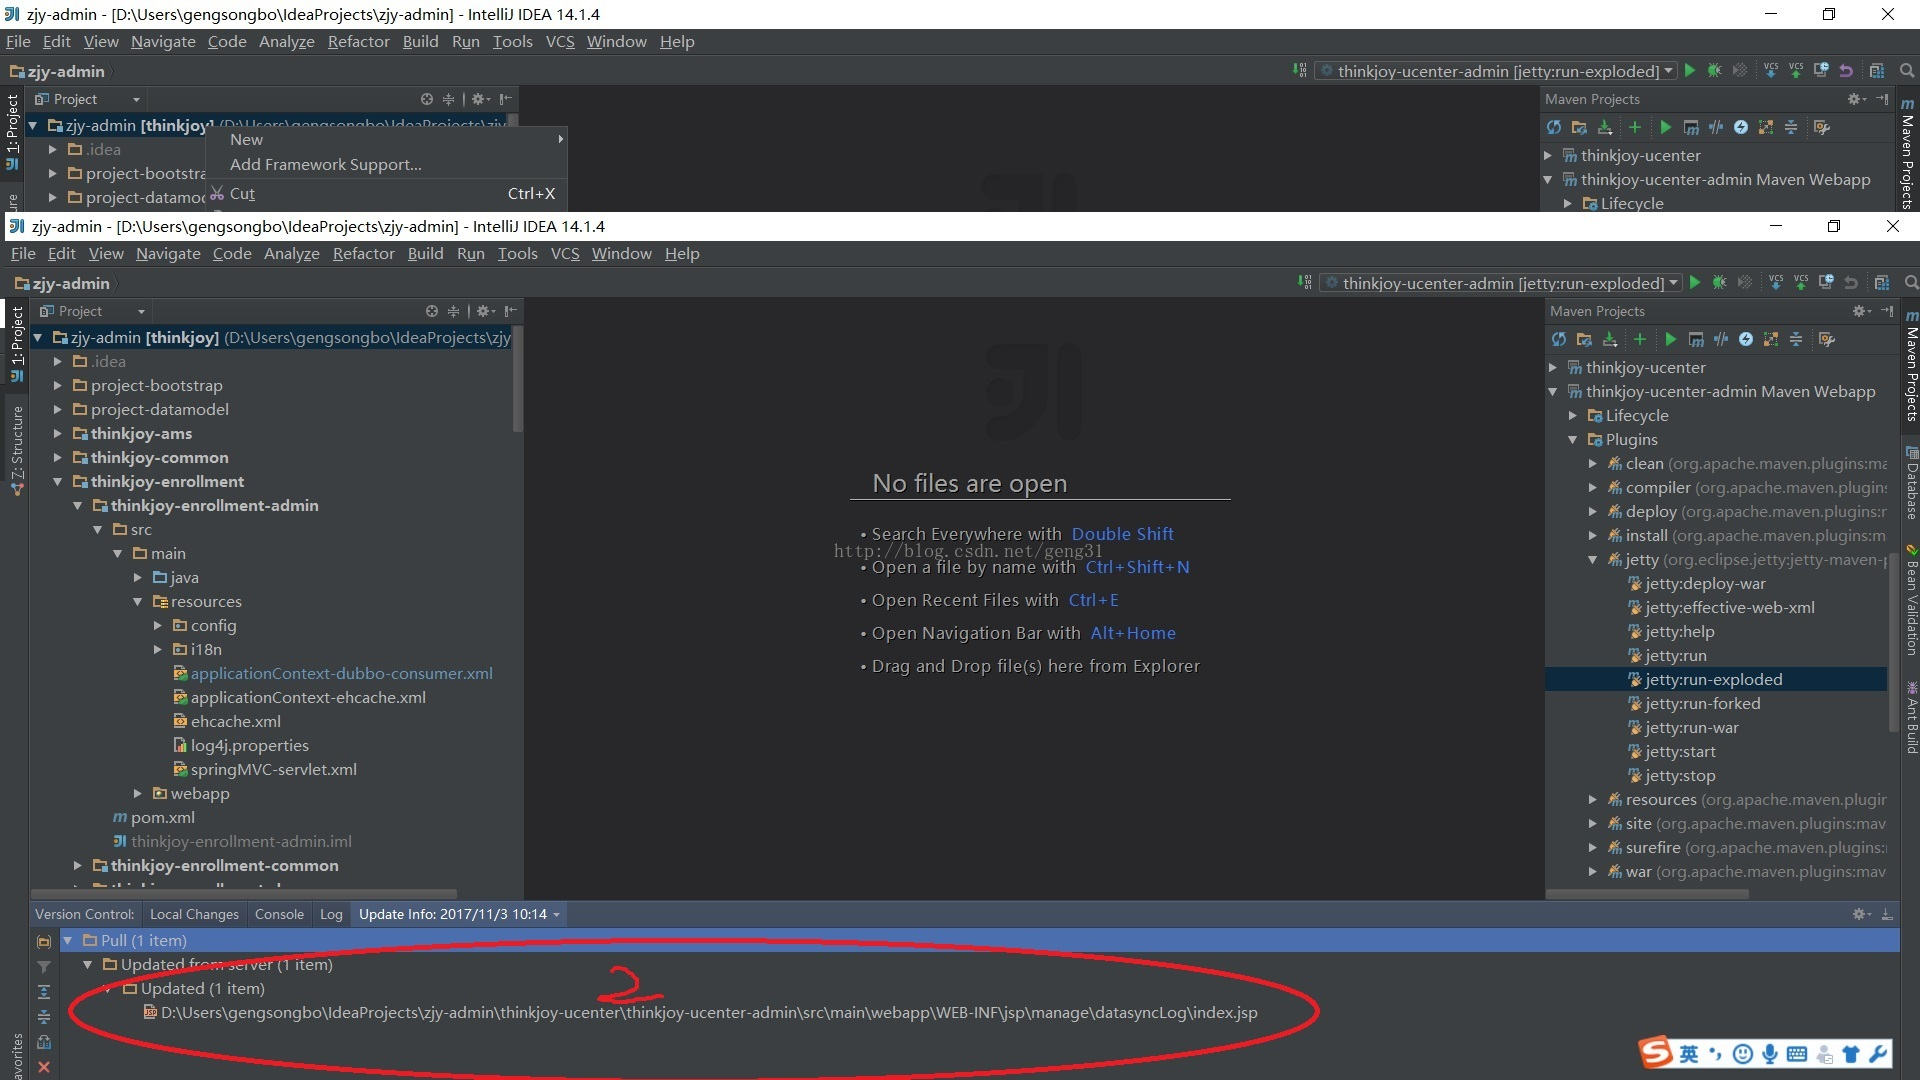 zjy-admin - [D:\Users\gengsongbo\IdeaProjects\zjy-admin] - IntelliJ IDEA 14.1.4
File Edit View Navigate Code Analyze Refactor Build Run Tools VCS Window Help
zjy-admin
thinkjoy-ucenter-admin [jetty:run-exploded]
VCS VCS
1: Project
Project
zjy-admin [thinkjoy] (D:\Users\gengsongbo\IdeaProjects\zjy
.idea
project-bootstra
project-datamod
New
Add Framework Support...
Cut Ctrl+X
Maven Projects
thinkjoy-ucenter
thinkjoy-ucenter-admin Maven Webapp
Lifecycle
Maven Projects
zjy-admin - [D:\Users\gengsongbo\IdeaProjects\zjy-admin] - IntelliJ IDEA 14.1.4
File Edit View Navigate Code Analyze Refactor Build Run Tools VCS Window Help
zjy-admin
thinkjoy-ucenter-admin [jetty:run-exploded]
VCS VCS
1: Project
Z: Structure
Project
zjy-admin [thinkjoy] (D:\Users\gengsongbo\IdeaProjects\zjy
.idea
project-bootstrap
project-datamodel
thinkjoy-ams
thinkjoy-common
thinkjoy-enrollment
thinkjoy-enrollment-admin
src
main
java
resources
config
i18n
applicationContext-dubbo-consumer.xml
applicationContext-ehcache.xml
ehcache.xml
log4j.properties
springMVC-servlet.xml
webapp
pom.xml
thinkjoy-enrollment-admin.iml
thinkjoy-enrollment-common
No files are open
• Search Everywhere with Double Shift
http://blog.csdn.net/geng31
• Open a file by name with Ctrl+Shift+N
• Open Recent Files with Ctrl+E
• Open Navigation Bar with Alt+Home
• Drag and Drop file(s) here from Explorer
Maven Projects
thinkjoy-ucenter
thinkjoy-ucenter-admin Maven Webapp
Lifecycle
Plugins
clean (org.apache.maven.plugins:ma
compiler (org.apache.maven.plugins
deploy (org.apache.maven.plugins:r
install (org.apache.maven.plugins:m
jetty (org.eclipse.jetty:jetty-maven-p
jetty:deploy-war
jetty:effective-web-xml
jetty:help
jetty:run
jetty:run-exploded
jetty:run-forked
jetty:run-war
jetty:start
jetty:stop
resources (org.apache.maven.plugir
site (org.apache.maven.plugins:mav
surefire (org.apache.maven.plugins:
war (org.apache.maven.plugins:mav
Maven Projects
Database
Bean Validation
Ant Build
Version Control: Local Changes Console Log Update Info: 2017/11/3 10:14
Pull (1 item)
Updated from server (1 item)
Updated (1 item)
D:\Users\gengsongbo\IdeaProjects\zjy-admin\thinkjoy-ucenter\thinkjoy-ucenter-admin\src\main\webapp\WEB-INF\jsp\manage\datasyncLog\index.jsp
2
avorites
英